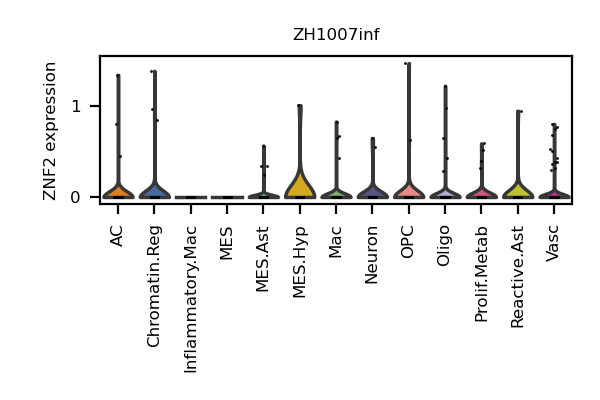 ZH1007inf
ZNF2 expression
1
0
AC
Chromatin.Reg
Inflammatory.Mac
MES
MES.Ast
MES.Hyp
Mac
Neuron
OPC
Oligo
Prolif.Metab
Reactive.Ast
Vasc